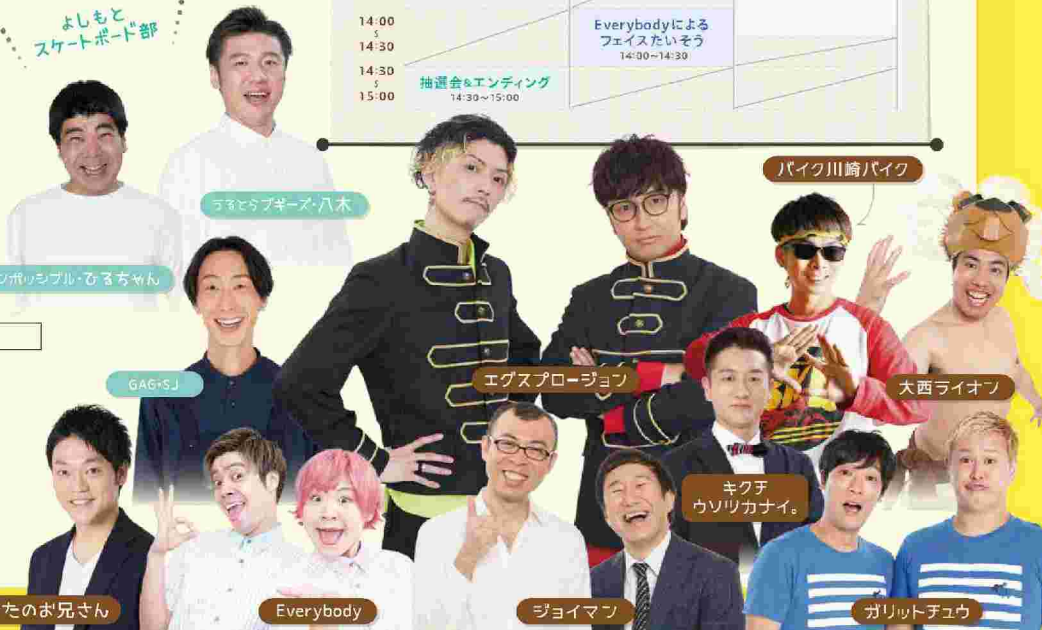 よしもと
スケートボード部
14:00
14:30
Everybodyによる
フェイスたいそう
14:00~14:30
14:30
15:00
抽選会&エンディング
14:30~15:00
バイク川崎バイク
うるとらブギーズ・八木
ンポッシブル・ひるちゃん
GAG・SJ
エグスプロージョン
大西ライオン
キクチ
ウソツカナイ。
たのお兄さん
Everybody
ジョイマン
ガリットチュウ